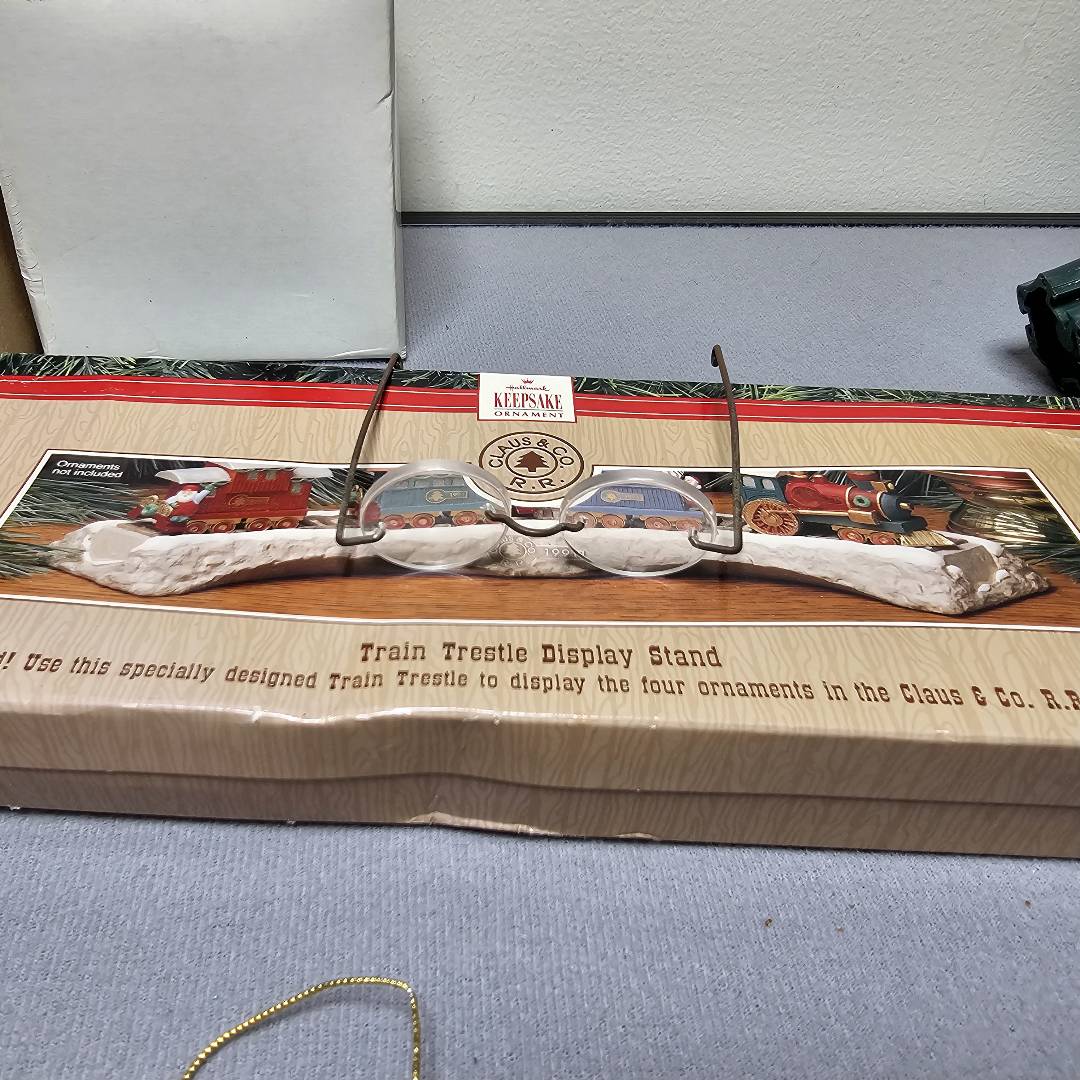 Hallmark
KEEPSAKE
ORNAMENT
CLAUS & CO.
R.R.
Ornaments
not included
Train Trestle Display Stand
Use this specially designed Train Trestle to display the four ornaments in the Claus & Co. R.R